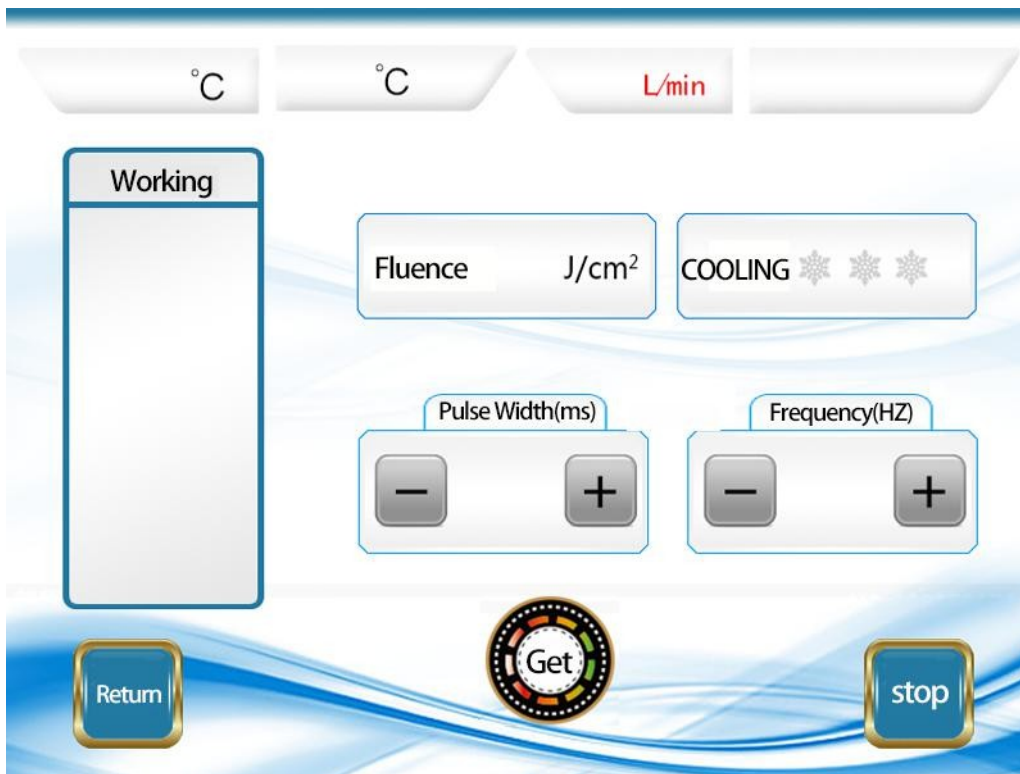 °C
°C
L/min
Working
Fluence J/cm²
COOLING
Pulse Width(ms)
Frequency(HZ)
− +
− +
Get
Return
stop